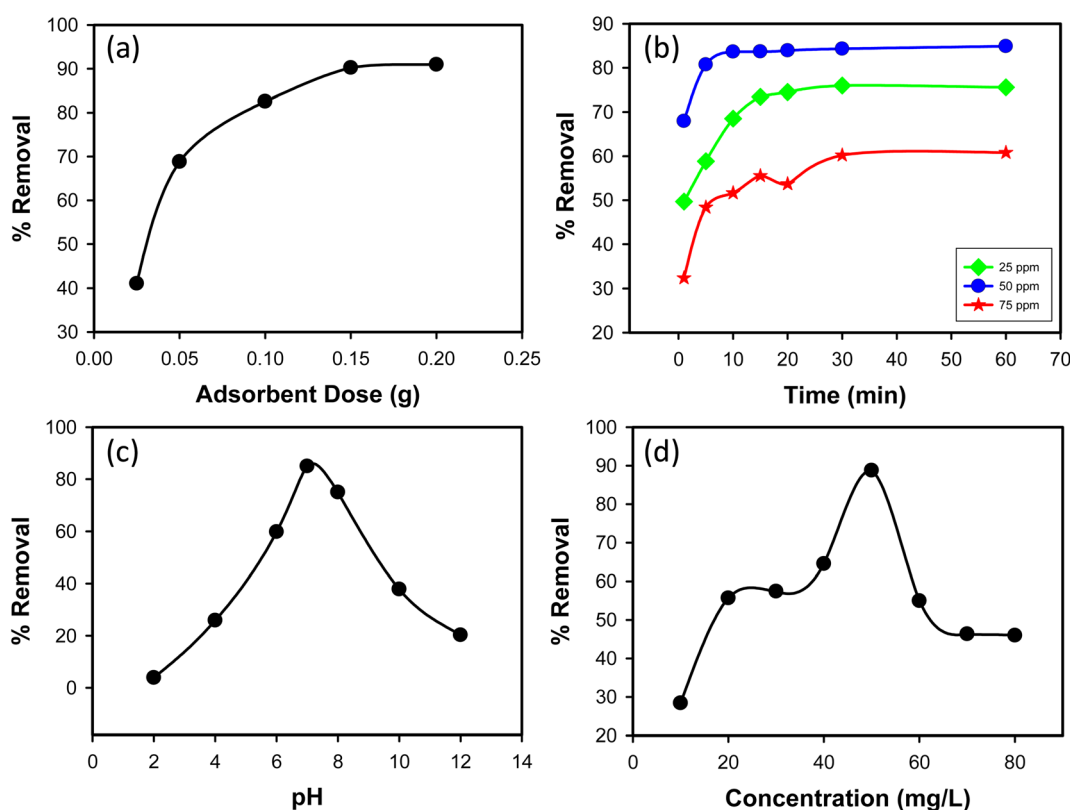 (a)
100
90
80
70
60
50
40
30
% Removal
0.00 0.05 0.10 0.15 0.20 0.25
Adsorbent Dose (g)
(b)
90
80
70
60
50
40
30
20
% Removal
25 ppm
50 ppm
75 ppm
0 10 20 30 40 50 60 70
Time (min)
(c)
100
80
60
40
20
0
% Removal
0 2 4 6 8 10 12 14
pH
(d)
100
90
80
70
60
50
40
30
20
% Removal
0 20 40 60 80
Concentration (mg/L)